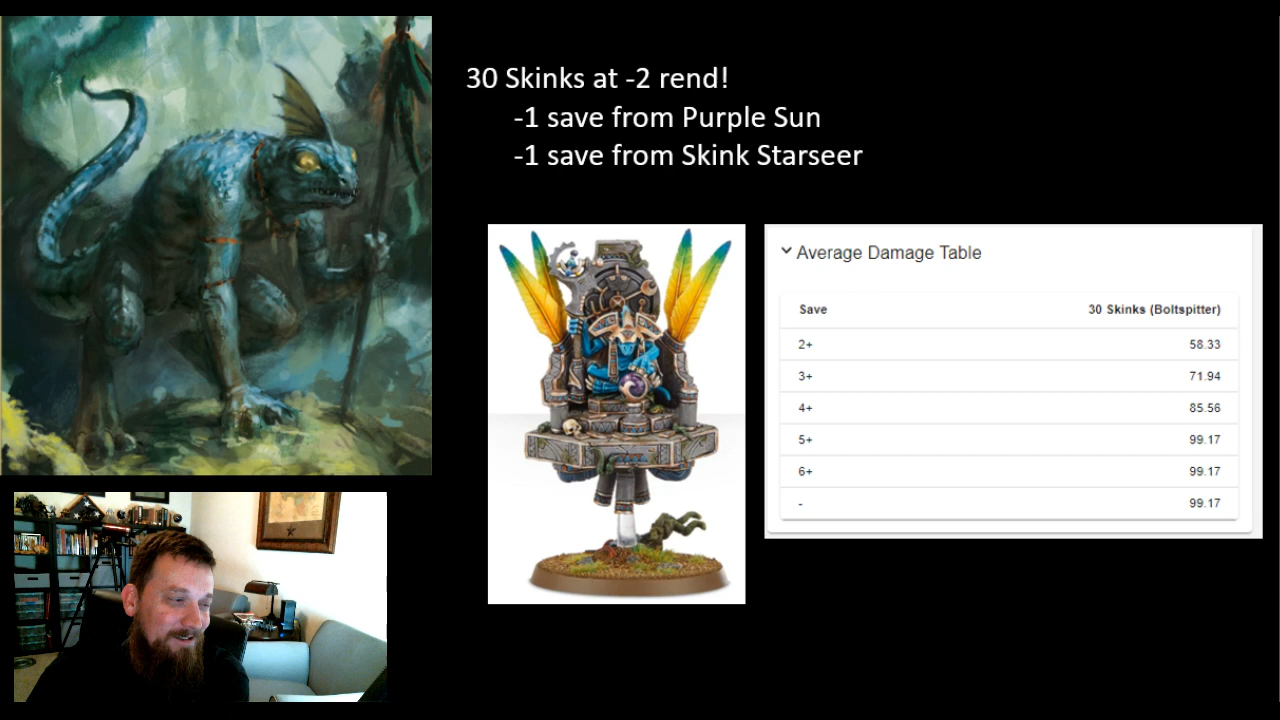 30 Skinks at -2 rend!
-1 save from Purple Sun
-1 save from Skink Starseer
Average Damage Table
Save 30 Skinks (Boltspitter)
2+ 58.33
3+ 71.94
4+ 85.56
5+ 99.17
6+ 99.17
- 99.17